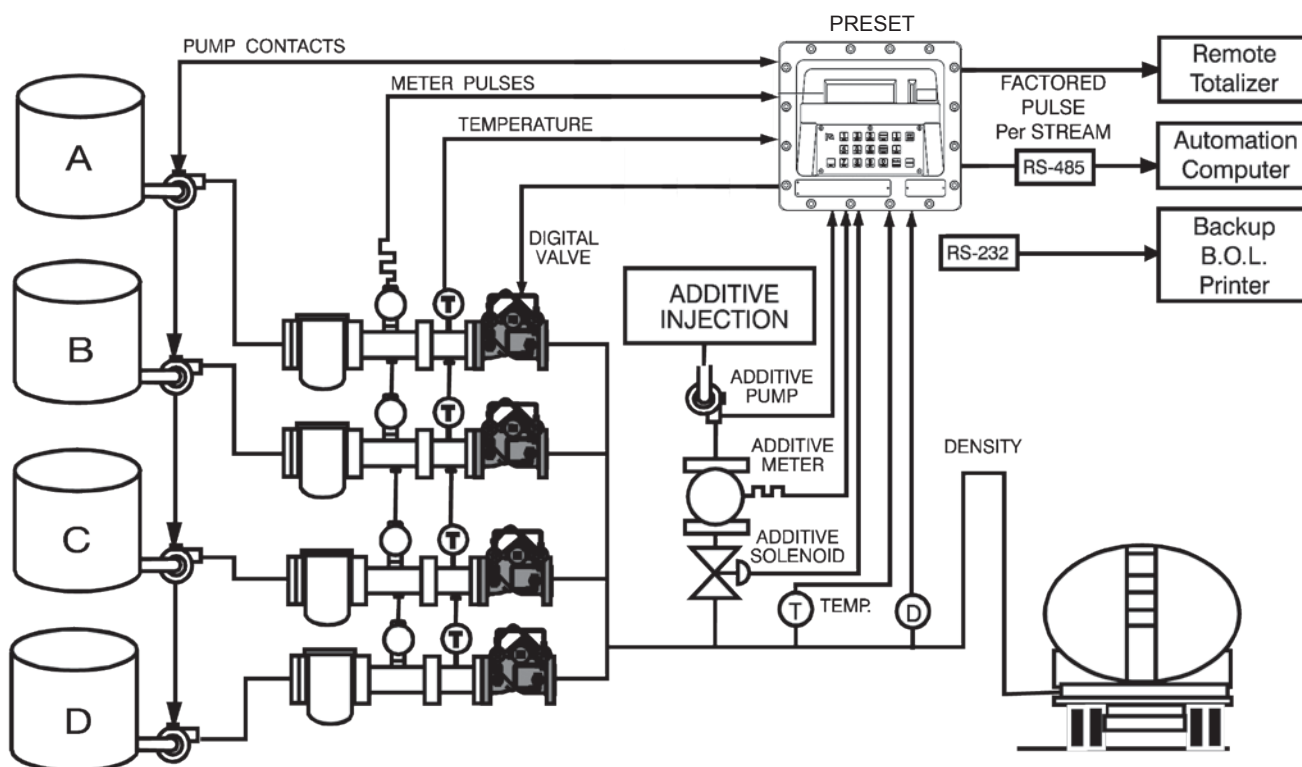 PRESET
PUMP CONTACTS
METER PULSES
TEMPERATURE
DIGITAL
VALVE
FACTORED
PULSE
Per STREAM
Remote
Totalizer
RS-485
Automation
Computer
RS-232
Backup
B.O.L.
Printer
A
B
C
D
T
T
T
T
ADDITIVE
INJECTION
ADDITIVE
PUMP
ADDITIVE
METER
ADDITIVE
SOLENOID
T
TEMP.
D
DENSITY